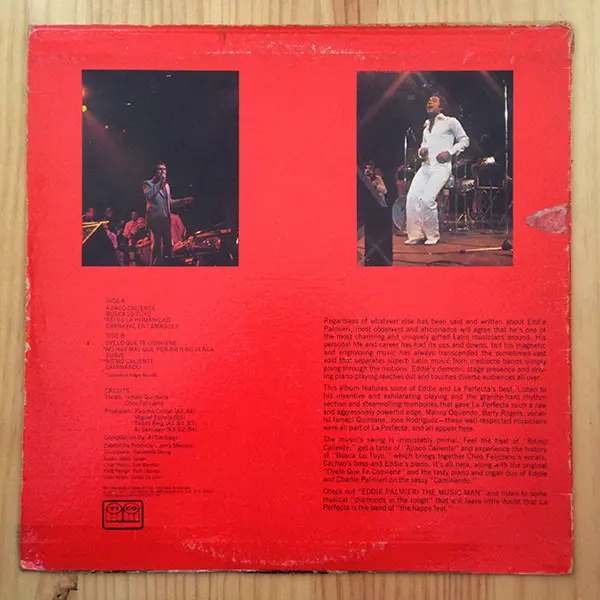 SIDE A
AJIACO CALIENTE
BUSCA LO TUYO
*ASI ES LA HUMANIDAD
CARNAVAL EN CAMAGUEY
SIDE B
OYELO QUE TE CONVIENE
*NO HAY MAL QUE POR BIEN NO VENGA
SUAVE
*RITMO CALIENTE
CAMINANDO
CREDITS
Vocals: Ismael Quintana
Cheo Feliciano
Compilation by: Al Santiago
TICO
Regardless of whatever else has been said and written about Eddie
Palmieri, most observers and aficionados will agree that he's one of
the most charming and uniquely gifted Latin musicians around. His
personal life and career has had its ups and downs, but his magnetic
and engrossing music has always transcended the sometimes-vast
void that separates superb Latin music from mediocre bands simply
going through the motions. Eddie's demonic stage presence and driv-
ing piano-playing reaches out and touches diverse audiences all over.
This album features some of Eddie and La Perfecta's best. Listen to
his inventive and exhilarating playing and the granite-hard rhythm
section and steamrolling trombones that gave La Perfecta such a raw
and aggressively powerful edge. Manny Oquendo, Barry Rogers, vocal-
ist Ismael Quintana, Jose Rodrigues—these well-respected musicians
were all part of La Perfecta, and all appear here.
The music's swing is irresistably primal. Feel the heat of "Ritmo
Caliente," get a taste of "Ajiaco Caliente" and experience the history
of "Busca Lo Tuyo," which brings together Cheo Feliciano's vocals,
Cachao's bass and Eddie's piano. It's all here, along with the original
"Oyelo Que Te Conviene" and the tasty piano and organ duo of Eddie
and Charlie Palmieri on the sassy "Caminando."
Check out "EDDIE PALMIERI THE MUSIC MAN" and listen to some
musical "diamonds in the rough" that will leave little doubt that La
Perfecta is the band of "the happy feet."